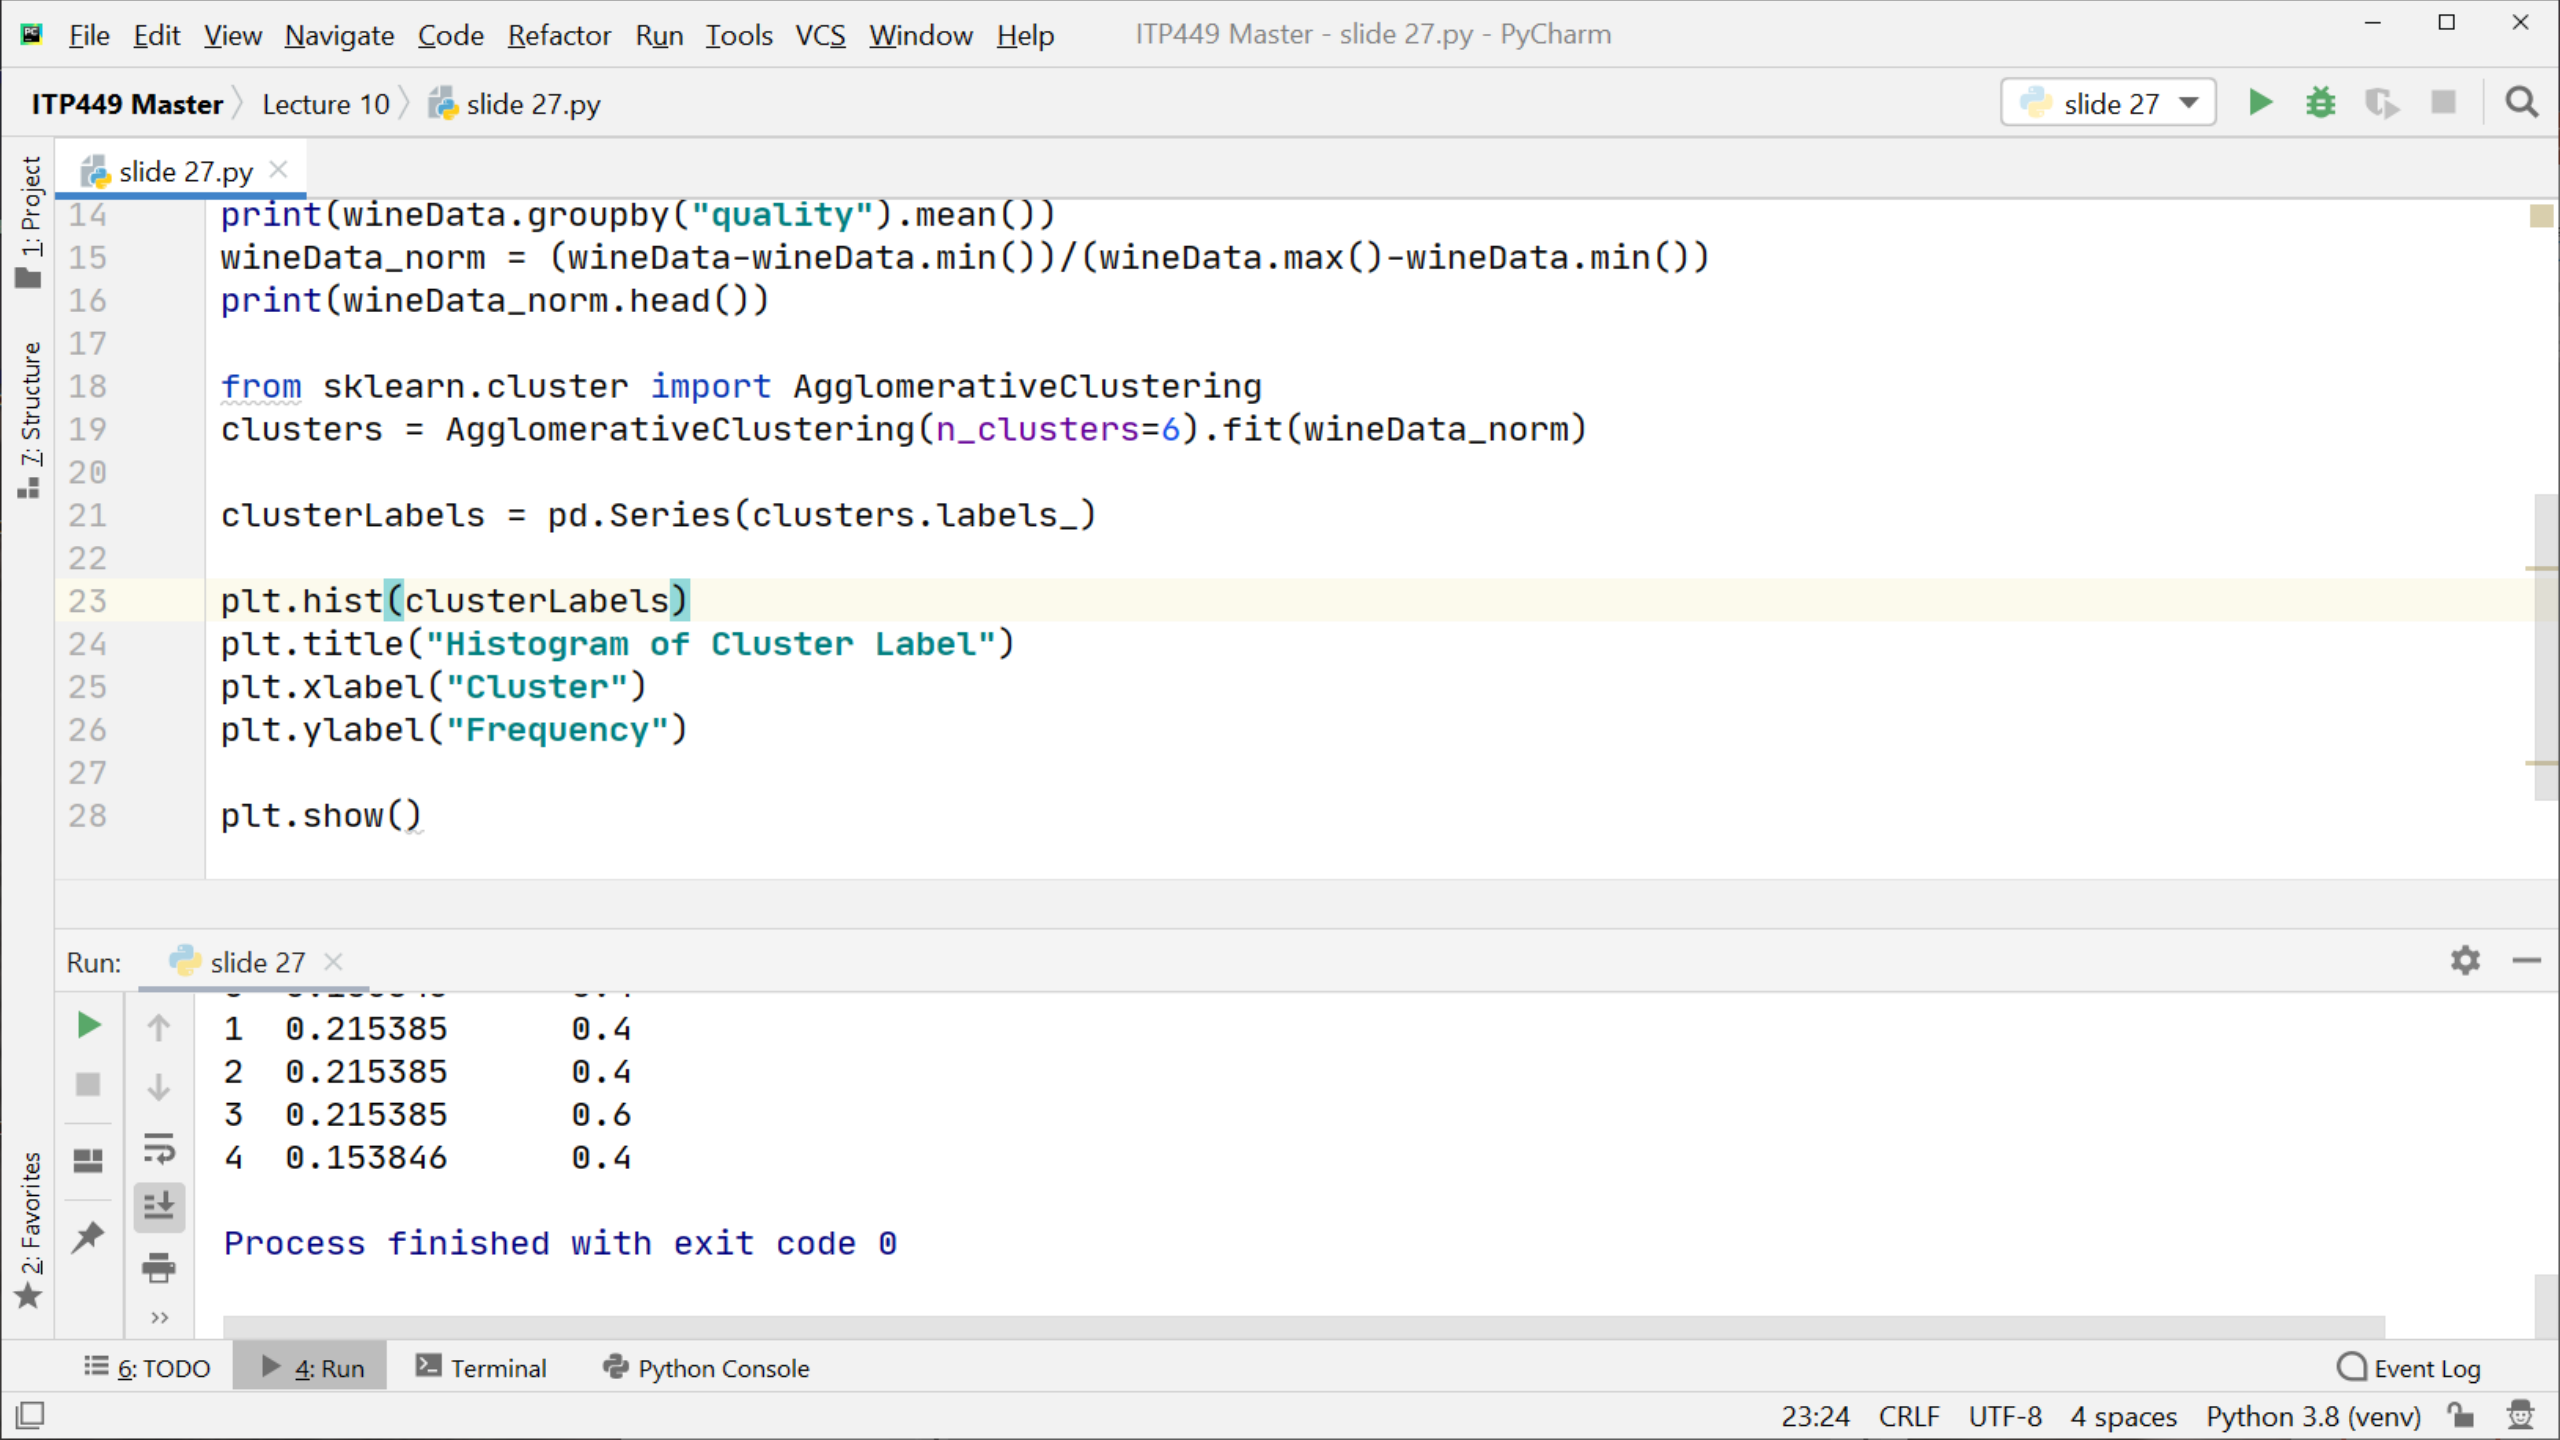 File Edit View Navigate Code Refactor Run Tools VCS Window Help ITP449 Master - slide 27.py - PyCharm
ITP449 Master Lecture 10 slide 27.py slide 27
slide 27.py
1: Project
7: Structure
2: Favorites
14 print(wineData.groupby("quality").mean())
15 wineData_norm = (wineData-wineData.min())/(wineData.max()-wineData.min())
16 print(wineData_norm.head())
17
18 from sklearn.cluster import AgglomerativeClustering
19 clusters = AgglomerativeClustering(n_clusters=6).fit(wineData_norm)
20
21 clusterLabels = pd.Series(clusters.labels_)
22
23 plt.hist(clusterLabels)
24 plt.title("Histogram of Cluster Label")
25 plt.xlabel("Cluster")
26 plt.ylabel("Frequency")
27
28 plt.show()
Run: slide 27
1 0.215385 0.4
2 0.215385 0.4
3 0.215385 0.6
4 0.153846 0.4
Process finished with exit code 0
6: TODO 4: Run Terminal Python Console Event Log
23:24 CRLF UTF-8 4 spaces Python 3.8 (venv)